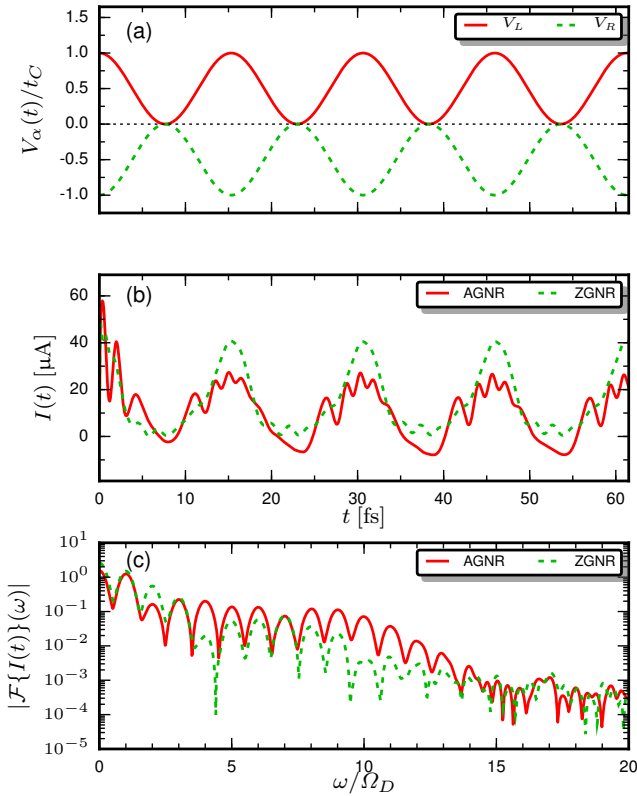 (a)
V_L V_R
1.5
1.0
0.5
0.0
-0.5
-1.0
V_α(t)/t_C
(b)
AGNR ZGNR
60
40
20
0
I(t) [μA]
0 10 20 30 40 50 60
t [fs]
(c)
AGNR ZGNR
10^1
10^0
10^{-1}
10^{-2}
10^{-3}
10^{-4}
10^{-5}
|F{I(t)}(ω)|
0 5 10 15 20
ω/Ω_D